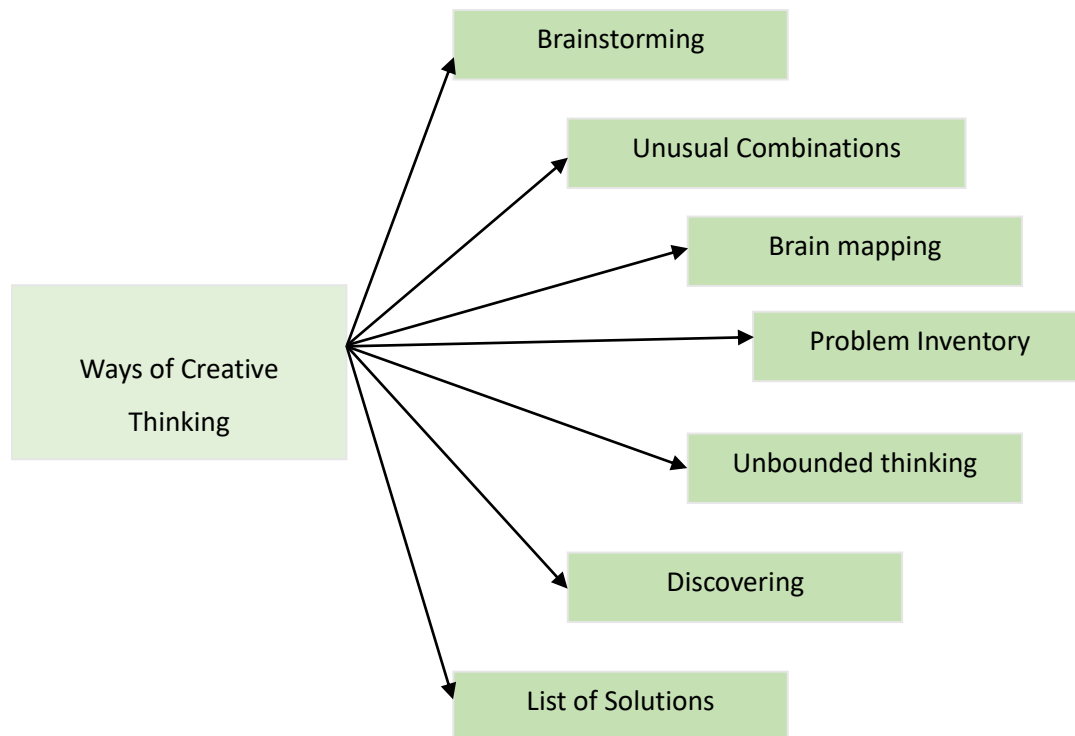 Brainstorming
Unusual Combinations
Brain mapping
Problem Inventory
Ways of Creative
Thinking
Unbounded thinking
Discovering
List of Solutions